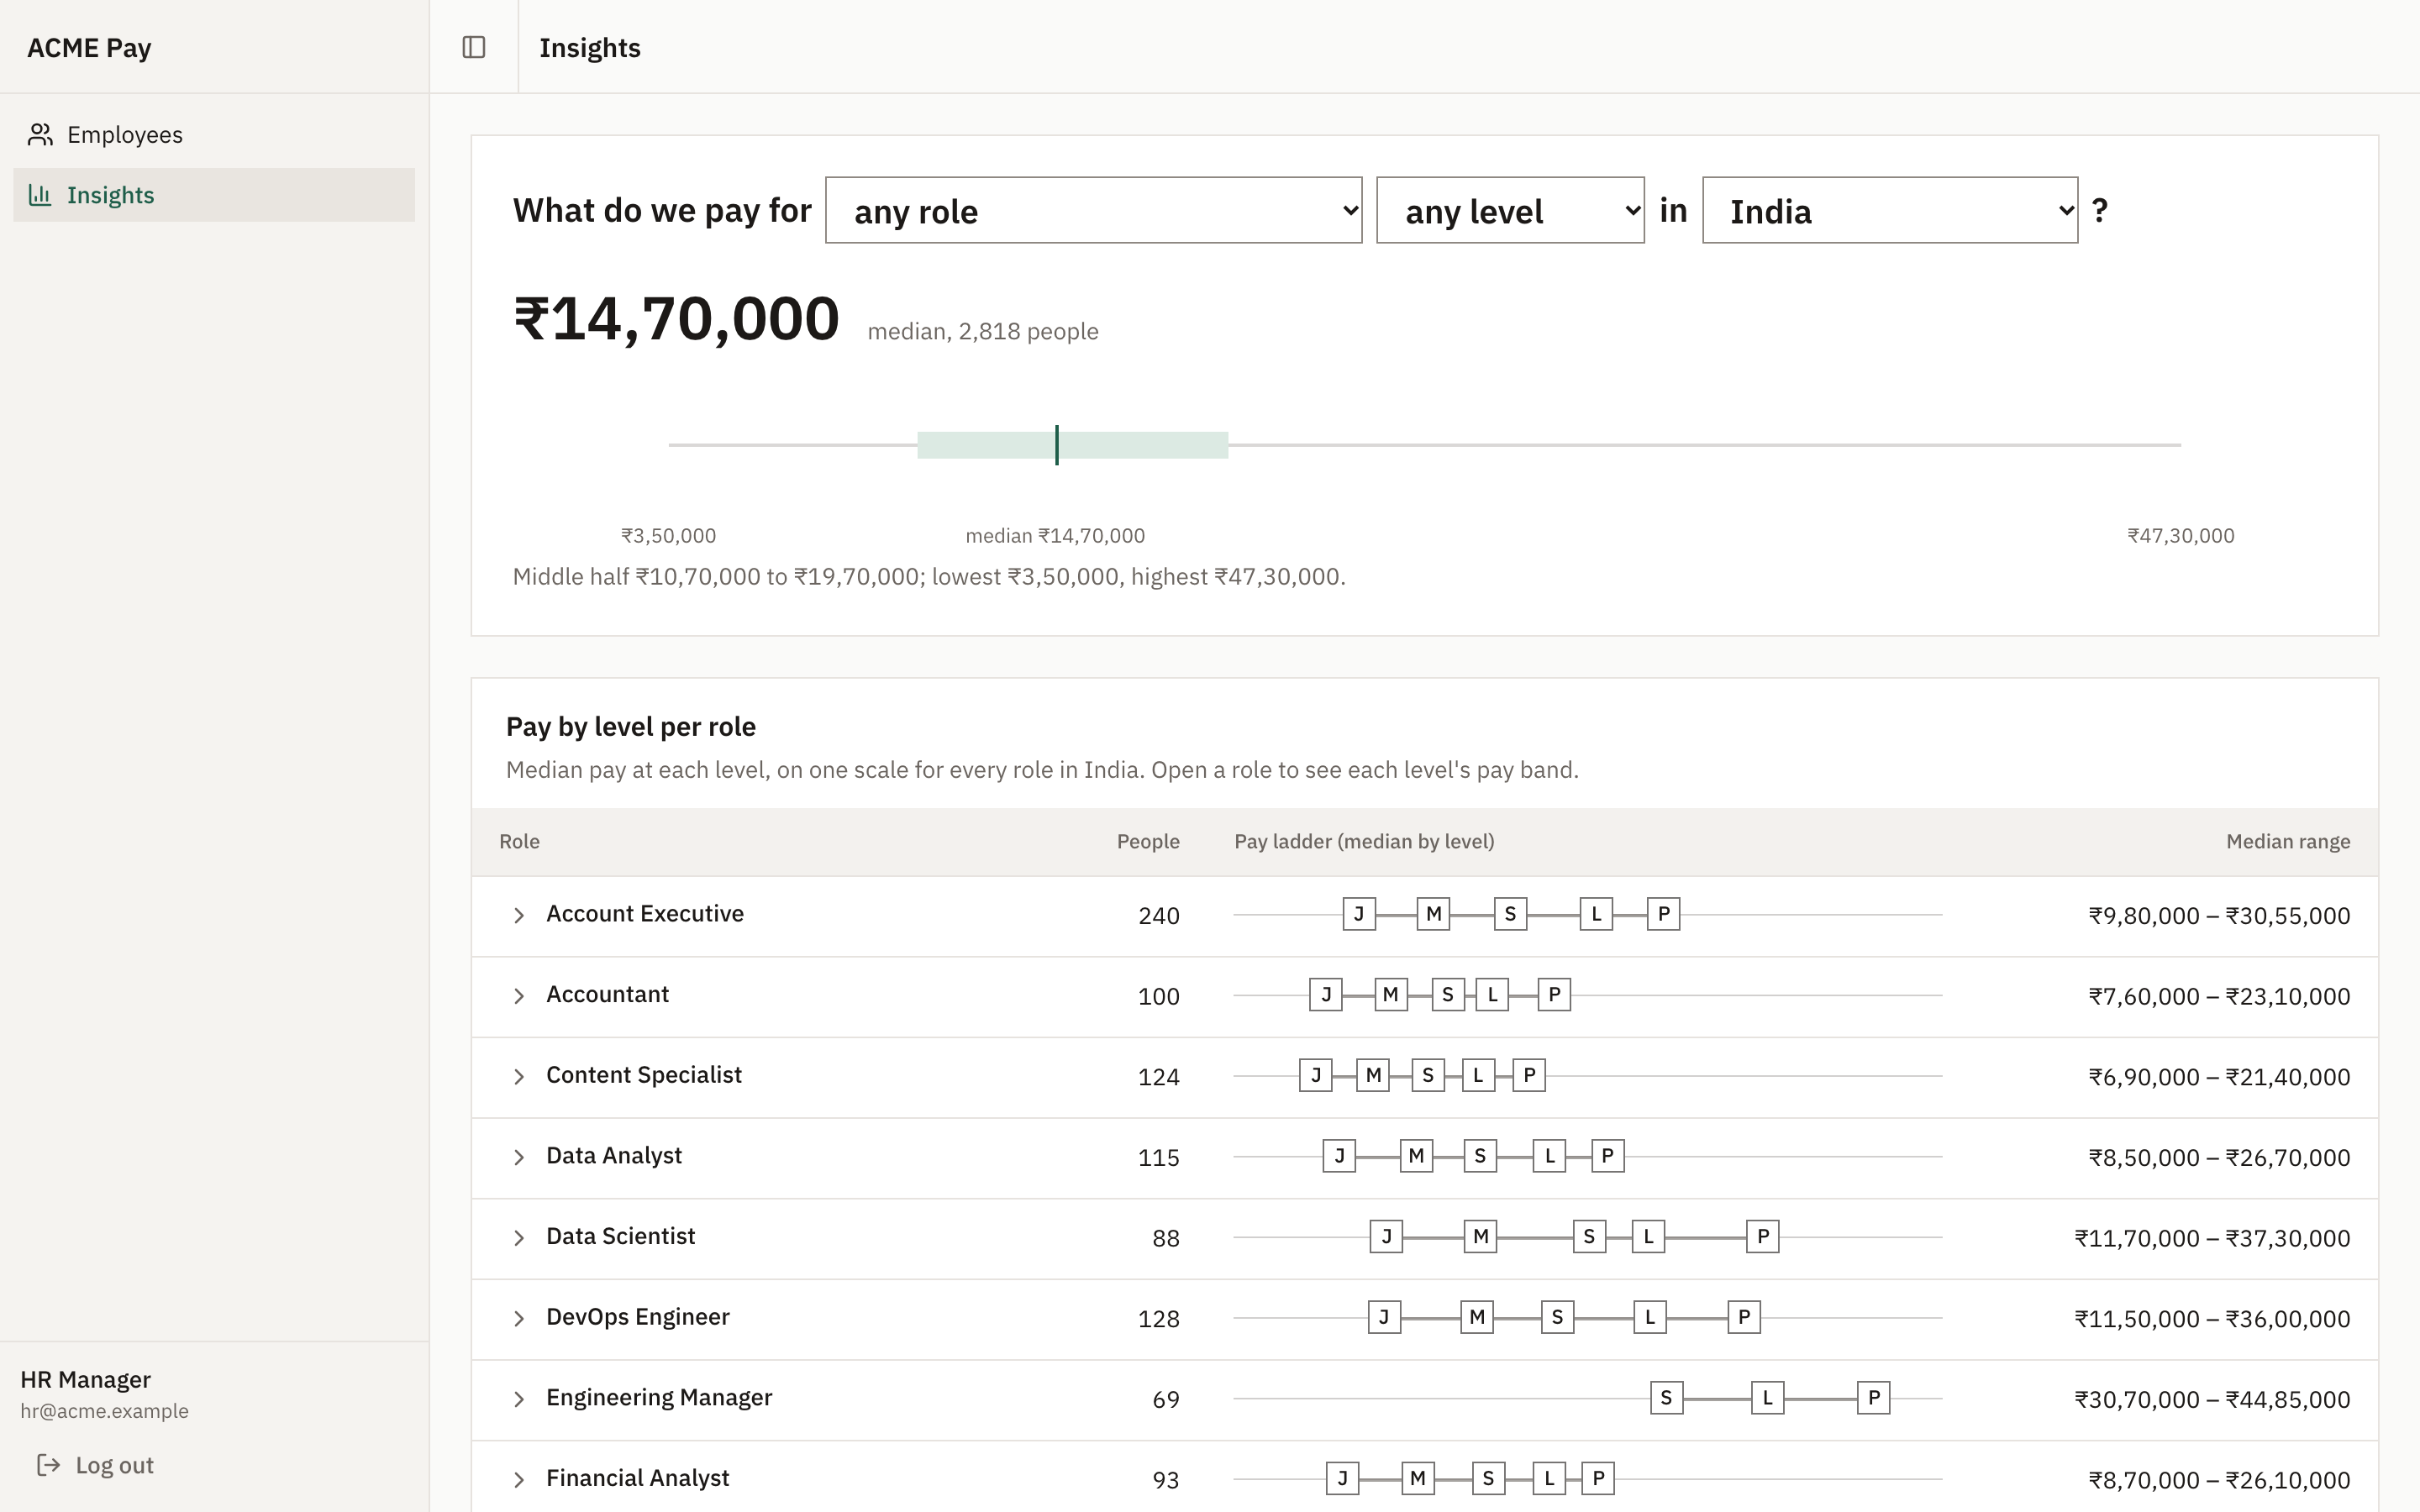 ACME Pay
Insights
Employees
Insights
What do we pay for any role any level in India ?
₹14,70,000 median, 2,818 people
₹3,50,000 median ₹14,70,000 ₹47,30,000
Middle half ₹10,70,000 to ₹19,70,000; lowest ₹3,50,000, highest ₹47,30,000.
Pay by level per role
Median pay at each level, on one scale for every role in India. Open a role to see each level's pay band.
Role People Pay ladder (median by level) Median range
Account Executive 240 J M S L P ₹9,80,000 – ₹30,55,000
Accountant 100 J M S L P ₹7,60,000 – ₹23,10,000
Content Specialist 124 J M S L P ₹6,90,000 – ₹21,40,000
Data Analyst 115 J M S L P ₹8,50,000 – ₹26,70,000
Data Scientist 88 J M S L P ₹11,70,000 – ₹37,30,000
DevOps Engineer 128 J M S L P ₹11,50,000 – ₹36,00,000
Engineering Manager 69 S L P ₹30,70,000 – ₹44,85,000
Financial Analyst 93 J M S L P ₹8,70,000 – ₹26,10,000
HR Manager
hr@acme.example
Log out